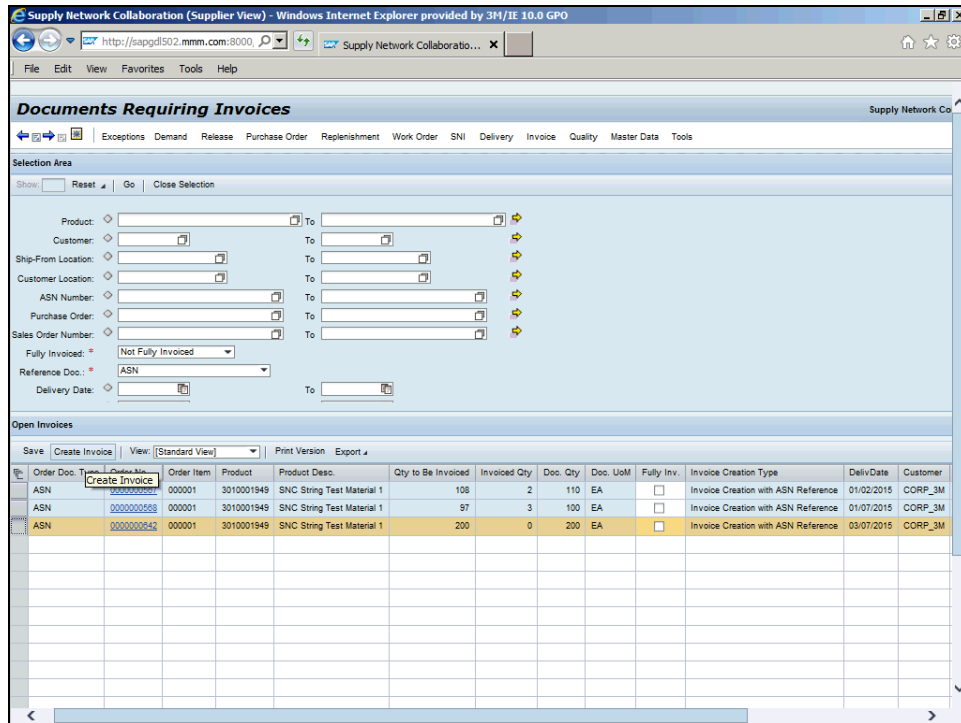 Supply Network Collaboration (Supplier View) - Windows Internet Explorer provided by 3M/IE 10.0 GPO
http://sapgdl502.mmm.com:8000, Supply Network Collaboratio... X
File Edit View Favorites Tools Help
Documents Requiring Invoices Supply Network Co
Exceptions Demand Release Purchase Order Replenishment Work Order SNI Delivery Invoice Quality Master Data Tools
Selection Area
Show: Reset Go Close Selection
Product: To
Customer: To
Ship-From Location: To
Customer Location: To
ASN Number: To
Purchase Order: To
Sales Order Number: To
Fully Invoiced: * Not Fully Invoiced
Reference Doc.: * ASN
Delivery Date: To
Open Invoices
Save Create Invoice View: [Standard View] Print Version Export
Order Doc. Type Order No. Order Item Product Product Desc. Qty to Be Invoiced Invoiced Qty Doc. Qty Doc. UoM Fully Inv. Invoice Creation Type DelivDate Customer
Create Invoice
ASN 0000000567 000001 3010001949 SNC String Test Material 1 108 2 110 EA Invoice Creation with ASN Reference 01/02/2015 CORP_3M
ASN 0000000568 000001 3010001949 SNC String Test Material 1 97 3 100 EA Invoice Creation with ASN Reference 01/07/2015 CORP_3M
ASN 0000000642 000001 3010001949 SNC String Test Material 1 200 0 200 EA Invoice Creation with ASN Reference 03/07/2015 CORP_3M